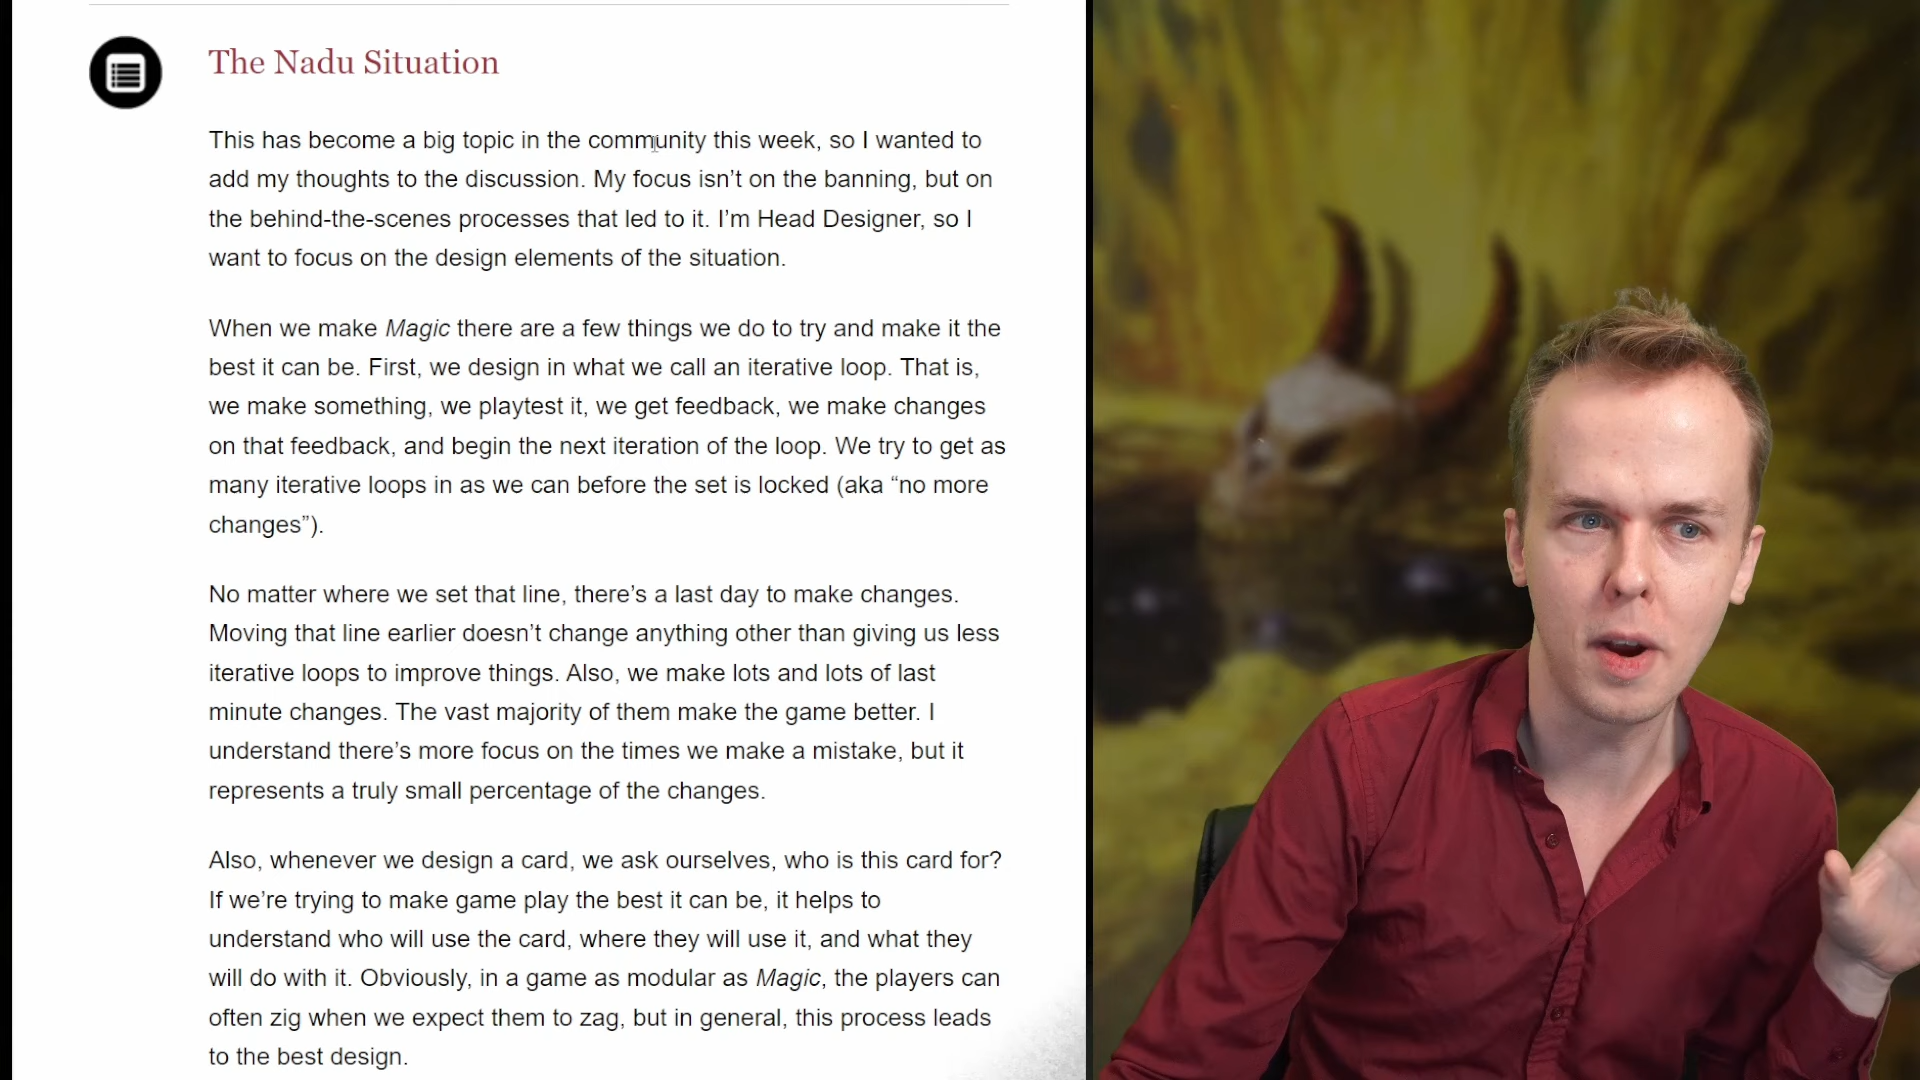 The Nadu Situation
This has become a big topic in the community this week, so I wanted to
add my thoughts to the discussion. My focus isn’t on the banning, but on
the behind-the-scenes processes that led to it. I’m Head Designer, so I
want to focus on the design elements of the situation.
When we make Magic there are a few things we do to try and make it the
best it can be. First, we design in what we call an iterative loop. That is,
we make something, we playtest it, we get feedback, we make changes
on that feedback, and begin the next iteration of the loop. We try to get as
many iterative loops in as we can before the set is locked (aka “no more
changes”).
No matter where we set that line, there’s a last day to make changes.
Moving that line earlier doesn’t change anything other than giving us less
iterative loops to improve things. Also, we make lots and lots of last
minute changes. The vast majority of them make the game better. I
understand there’s more focus on the times we make a mistake, but it
represents a truly small percentage of the changes.
Also, whenever we design a card, we ask ourselves, who is this card for?
If we’re trying to make game play the best it can be, it helps to
understand who will use the card, where they will use it, and what they
will do with it. Obviously, in a game as modular as Magic, the players can
often zig when we expect them to zag, but in general, this process leads
to the best design.